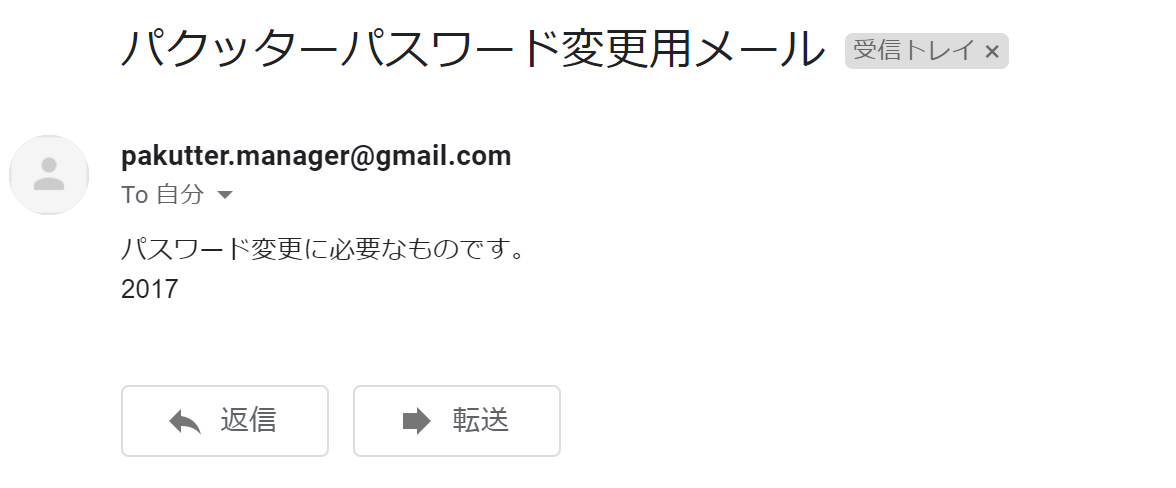 パクッターパスワード変更用メール 受信トレイ ×
pakutter.manager@gmail.com
To 自分
パスワード変更に必要なものです。
2017
返信 転送